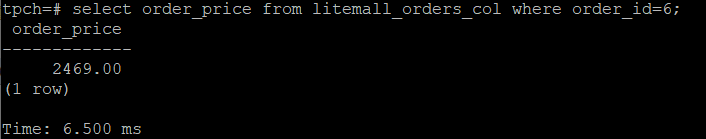 tpch=# select order_price from litemall_orders_col where order_id=6;
 order_price
-------------
     2469.00
(1 row)
Time: 6.500 ms